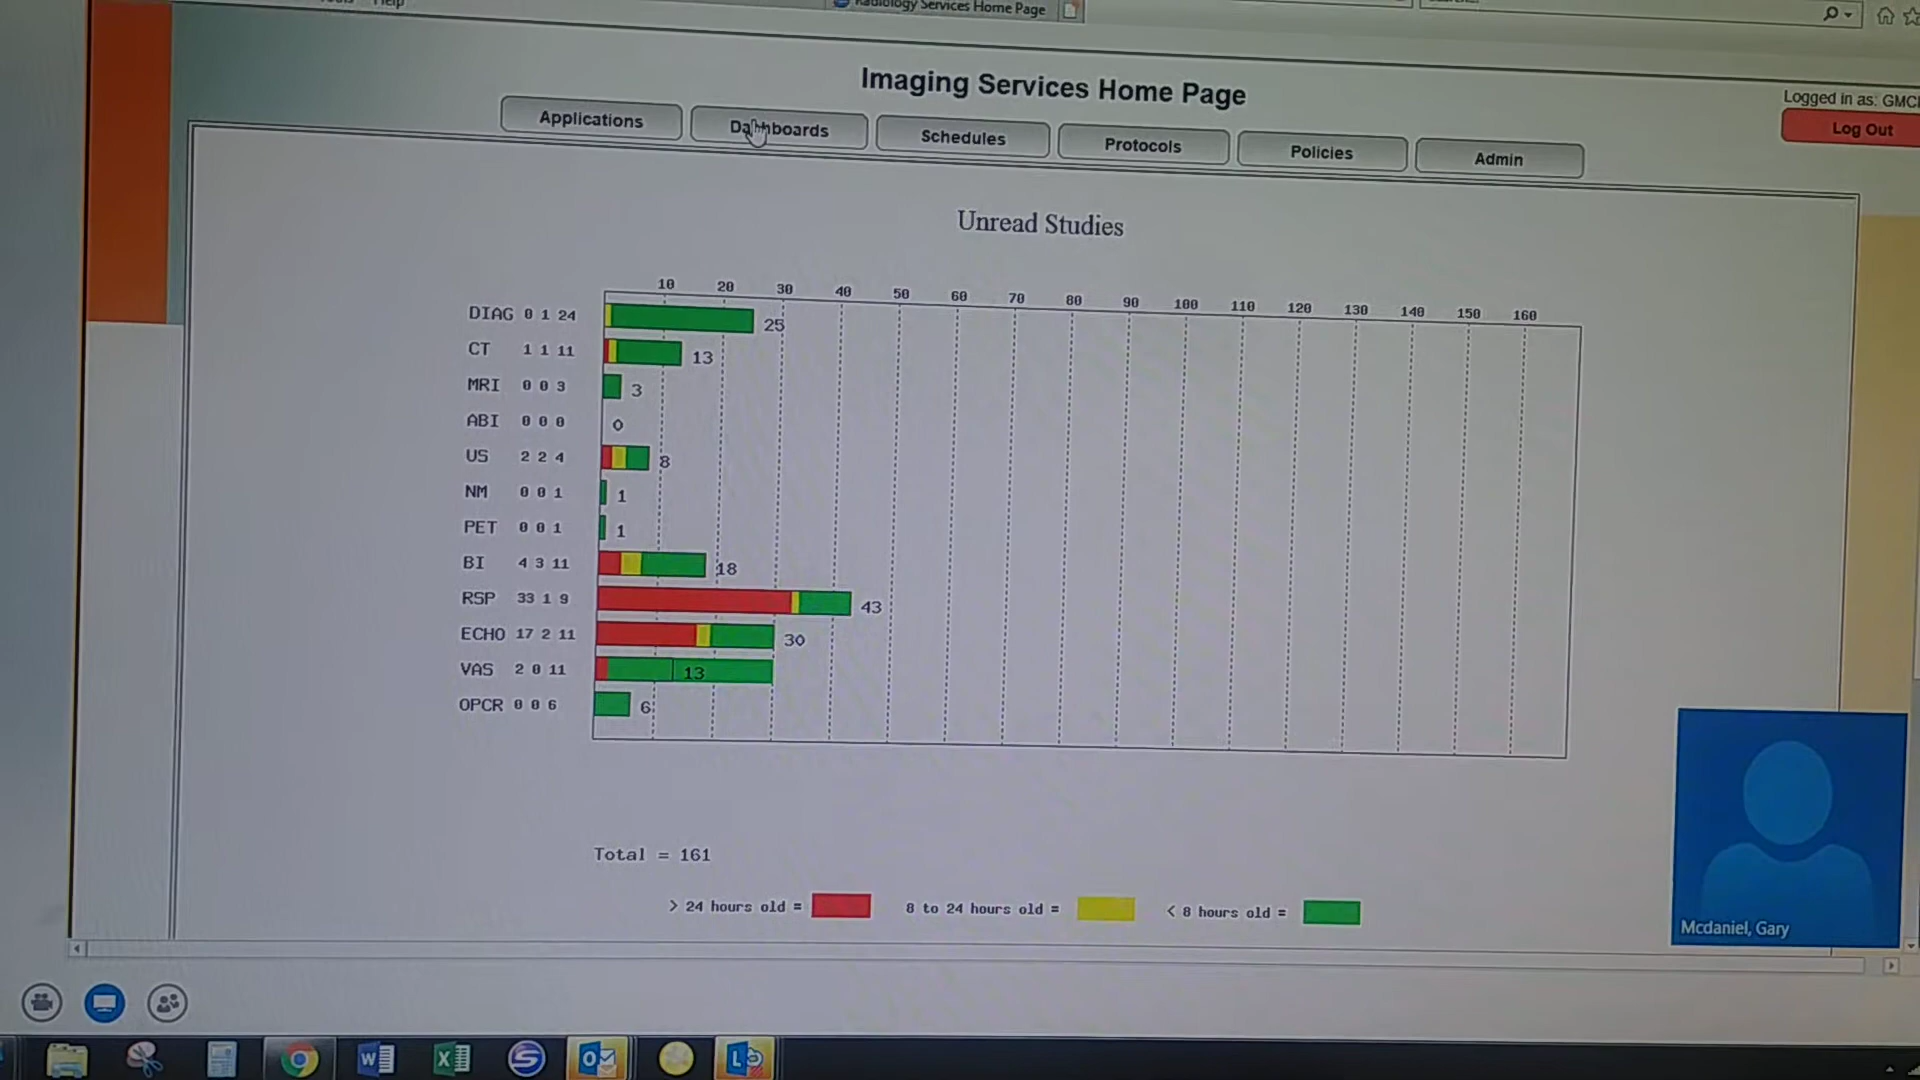 Help
Radiology Services Home Page
Imaging Services Home Page
Logged in as: GMC
Log Out
Applications
Dashboards
Schedules
Protocols
Policies
Admin
Unread Studies
10 20 30 40 50 60 70 80 90 100 110 120 130 140 150 160
DIAG 0 1 24 25
CT 1 1 11 13
MRI 0 0 3 3
ABI 0 0 0 0
US 2 2 4 8
NM 0 0 1 1
PET 0 0 1 1
BI 4 3 11 18
RSP 33 1 9 43
ECHO 17 2 11 30
VAS 2 0 11 13
OPCR 0 0 6 6
Total = 161
> 24 hours old = 8 to 24 hours old = < 8 hours old =
Mcdaniel, Gary